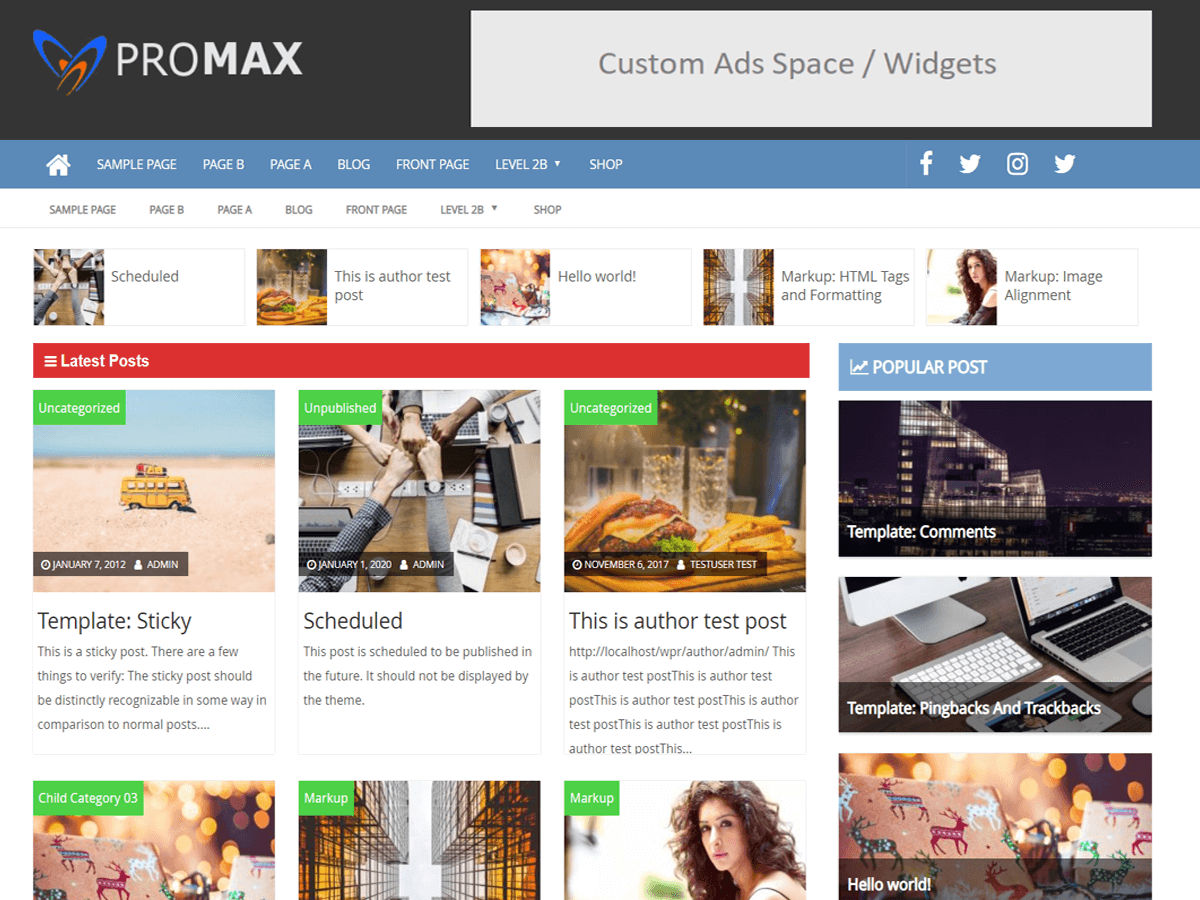 PROMAX
Custom Ads Space / Widgets
SAMPLE PAGE PAGE B PAGE A BLOG FRONT PAGE LEVEL 2B ▼ SHOP
SAMPLE PAGE PAGE B PAGE A BLOG FRONT PAGE LEVEL 2B ▼ SHOP
Scheduled
This is author test
post
Hello world!
Markup: HTML Tags
and Formatting
Markup: Image
Alignment
Latest Posts
Uncategorized
JANUARY 7, 2012 ADMIN
Template: Sticky
This is a sticky post. There are a few
things to verify: The sticky post should
be distinctly recognizable in some way in
comparison to normal posts....
Unpublished
JANUARY 1, 2020 ADMIN
Scheduled
This post is scheduled to be published in
the future. It should not be displayed by
the theme.
Uncategorized
NOVEMBER 6, 2017 TESTUSER TEST
This is author test post
http://localhost/wpr/author/admin/ This
is author test postThis is author test
postThis is author test postThis is author
test postThis is author test postThis is
author test postThis...
Child Category 03
Markup
Markup
POPULAR POST
Template: Comments
Template: Pingbacks And Trackbacks
Hello world!